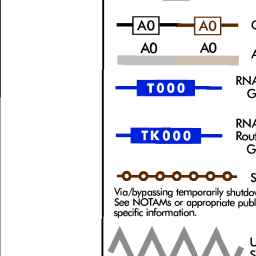 A0 A0
A0 A0
T000
RNA
TK000
RNA
Rout
Via/bypassing temporarily shutdow
See NOTAMs or appropriate publ
specific information.